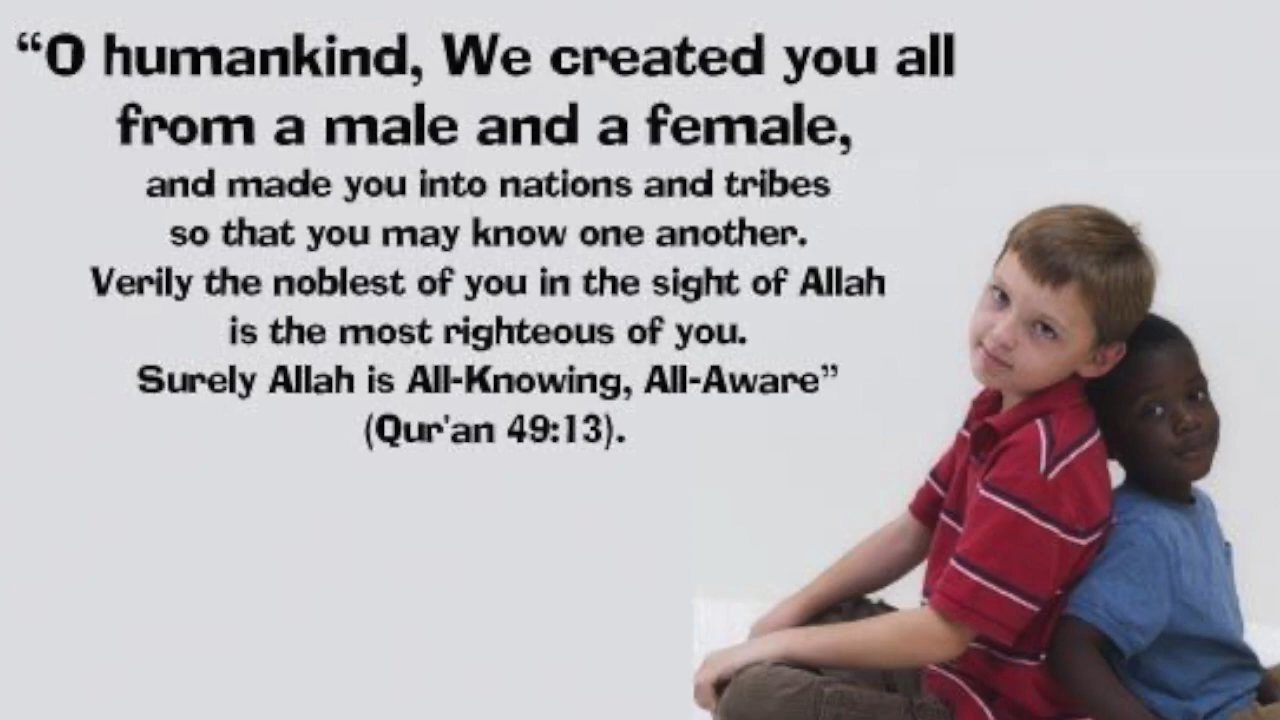 “O humankind, We created you all
from a male and a female,
and made you into nations and tribes
so that you may know one another.
Verily the noblest of you in the sight of Allah
is the most righteous of you.
Surely Allah is All-Knowing, All-Aware”
(Qur'an 49:13).